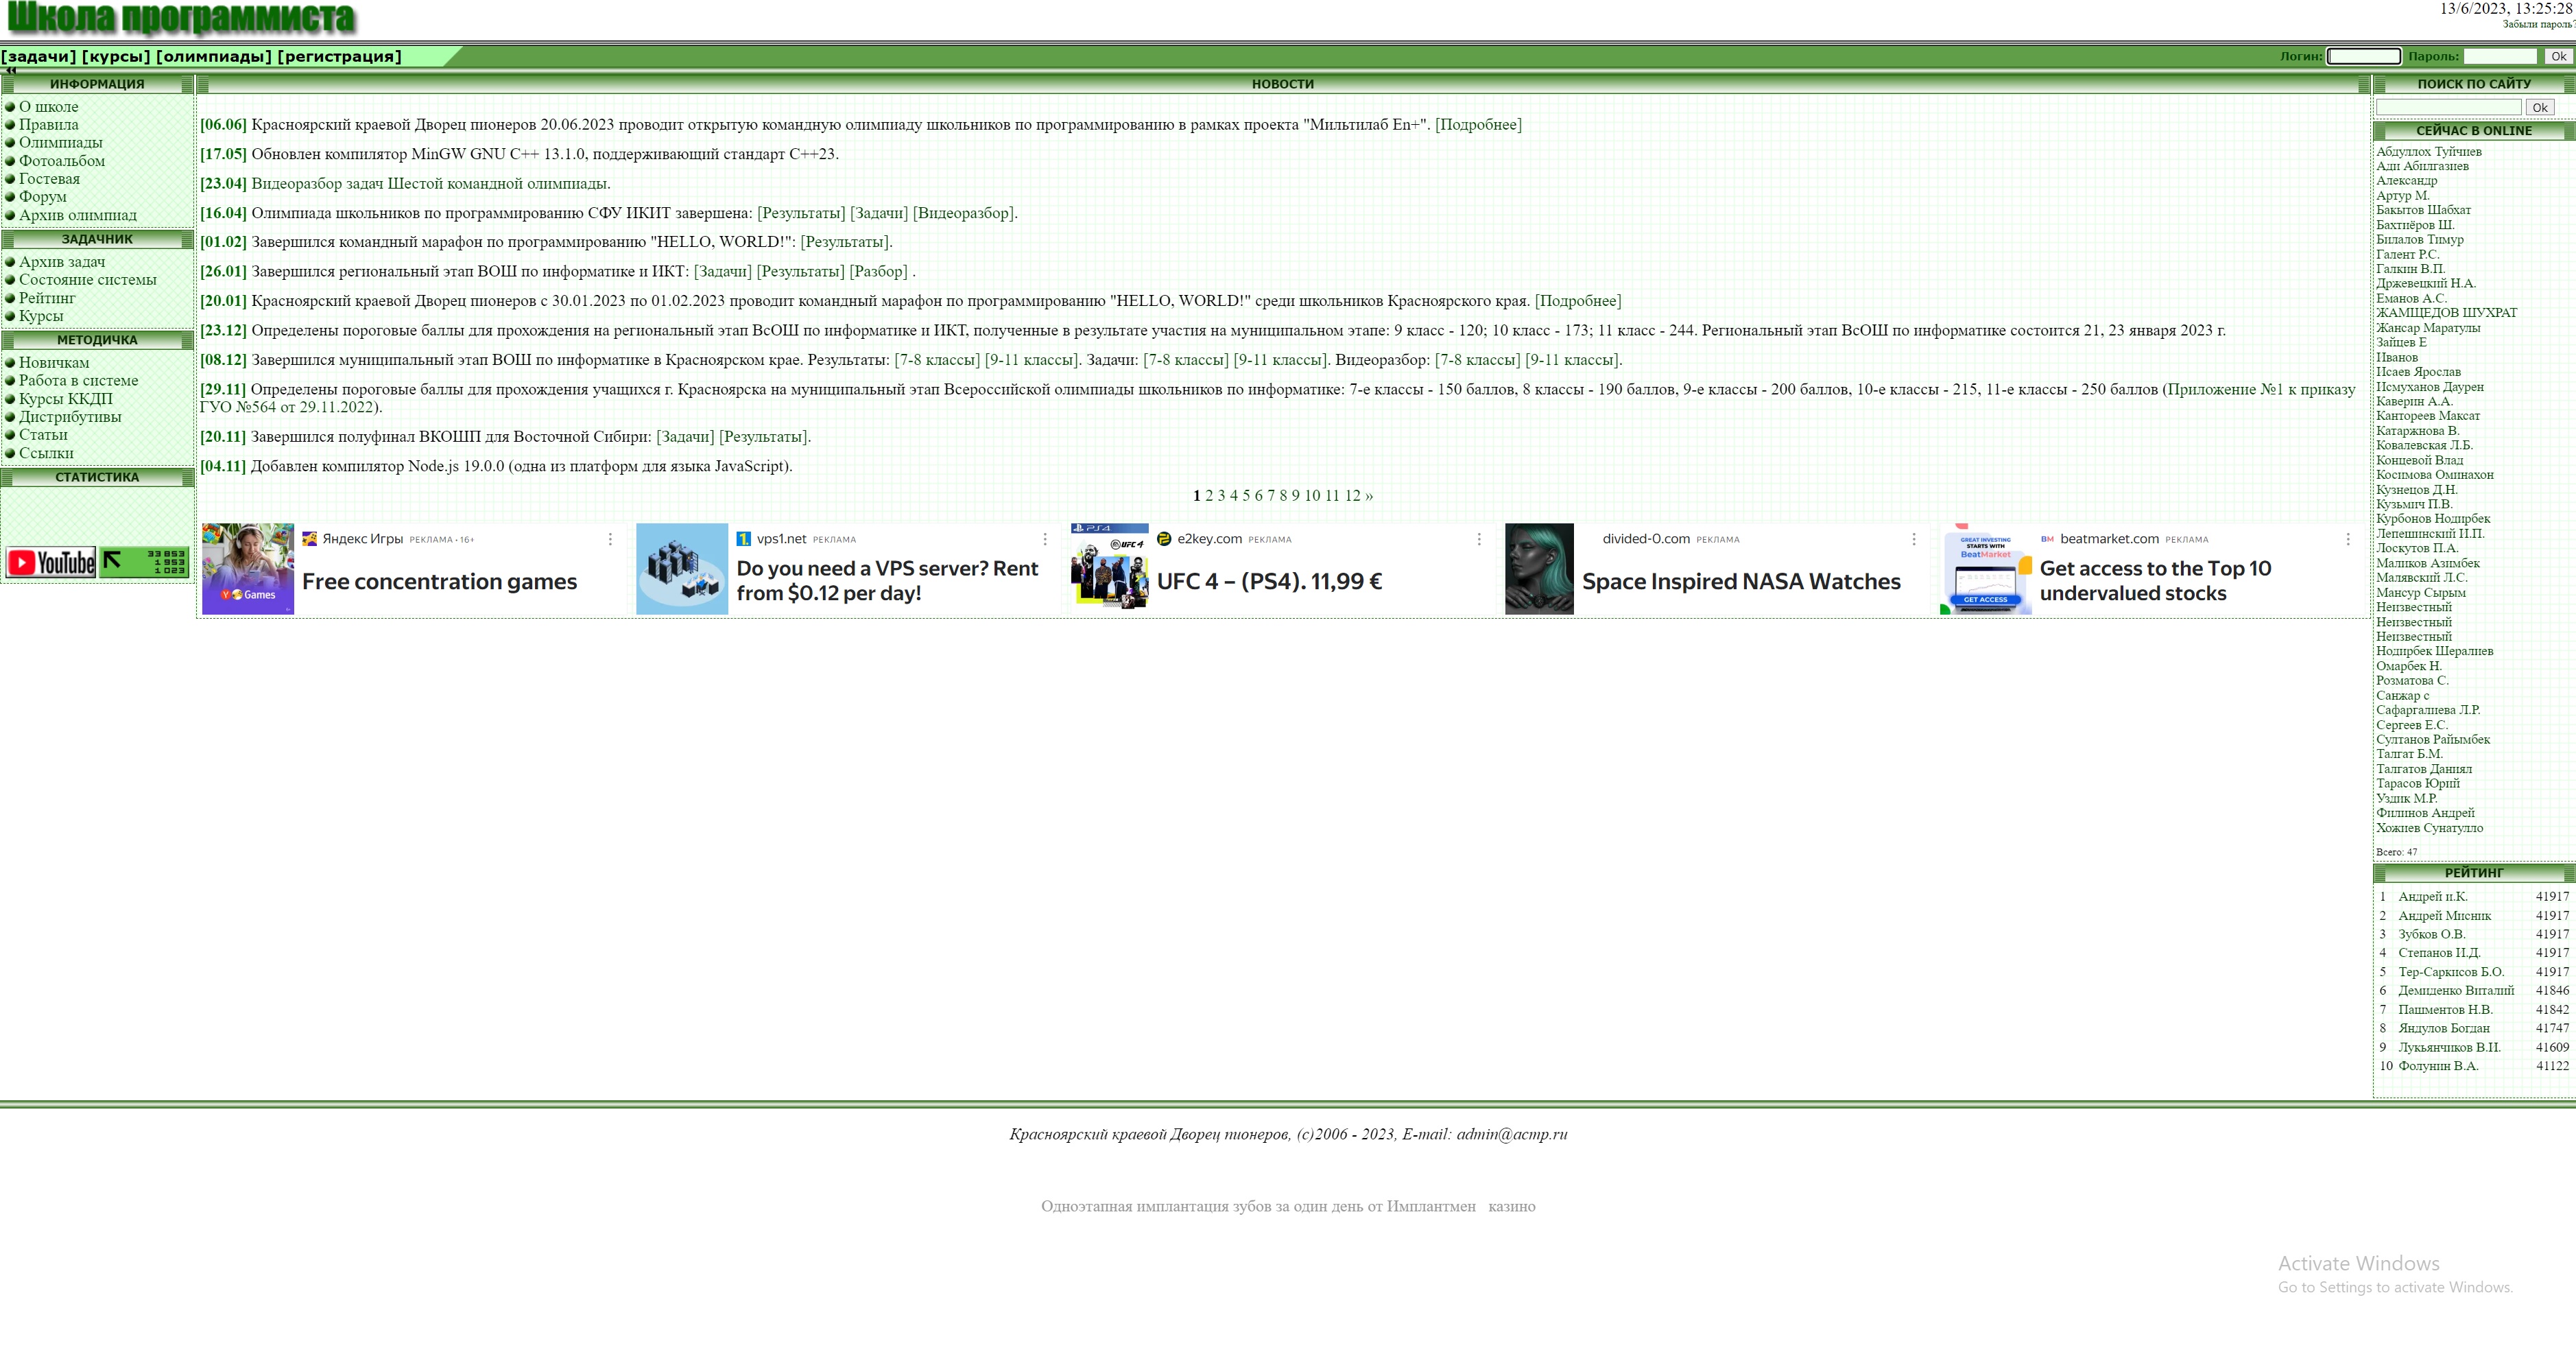 Школа программиста
13/6/2023, 13:25:28
Забыли пароль?
[задачи] [курсы] [олимпиады] [регистрация]
Логин: Пароль: Ok
ИНФОРМАЦИЯ
О школе
Правила
Олимпиады
Фотоальбом
Гостевая
Форум
Архив олимпиад
ЗАДАЧНИК
Архив задач
Состояние системы
Рейтинг
Курсы
МЕТОДИЧКА
Новичкам
Работа в системе
Курсы ККДП
Дистрибутивы
Статьи
Ссылки
СТАТИСТИКА
YouTube
33 853
1 953
1 023
НОВОСТИ
[06.06] Красноярский краевой Дворец пионеров 20.06.2023 проводит открытую командную олимпиаду школьников по программированию в рамках проекта "Мильтилаб En+". [Подробнее]
[17.05] Обновлен компилятор MinGW GNU C++ 13.1.0, поддерживающий стандарт C++23.
[23.04] Видеоразбор задач Шестой командной олимпиады.
[16.04] Олимпиада школьников по программированию СФУ ИКИТ завершена: [Результаты] [Задачи] [Видеоразбор].
[01.02] Завершился командный марафон по программированию "HELLO, WORLD!": [Результаты].
[26.01] Завершился региональный этап ВОШ по информатике и ИКТ: [Задачи] [Результаты] [Разбор] .
[20.01] Красноярский краевой Дворец пионеров с 30.01.2023 по 01.02.2023 проводит командный марафон по программированию "HELLO, WORLD!" среди школьников Красноярского края. [Подробнее]
[23.12] Определены пороговые баллы для прохождения на региональный этап ВсОШ по информатике и ИКТ, полученные в результате участия на муниципальном этапе: 9 класс - 120; 10 класс - 173; 11 класс - 244. Региональный этап ВсОШ по информатике состоится 21, 23 января 2023 г.
[08.12] Завершился муниципальный этап ВОШ по информатике в Красноярском крае. Результаты: [7-8 классы] [9-11 классы]. Задачи: [7-8 классы] [9-11 классы]. Видеоразбор: [7-8 классы] [9-11 классы].
[29.11] Определены пороговые баллы для прохождения учащихся г. Красноярска на муниципальный этап Всероссийской олимпиады школьников по информатике: 7-е классы - 150 баллов, 8 классы - 190 баллов, 9-е классы - 200 баллов, 10-е классы - 215, 11-е классы - 250 баллов (Приложение №1 к приказу
ГУО №564 от 29.11.2022).
[20.11] Завершился полуфинал ВКОШП для Восточной Сибири: [Задачи] [Результаты].
[04.11] Добавлен компилятор Node.js 19.0.0 (одна из платформ для языка JavaScript).
1 2 3 4 5 6 7 8 9 10 11 12 »
Games
Яндекс Игры РЕКЛАМА • 16+
Free concentration games
vps1.net РЕКЛАМА
Do you need a VPS server? Rent
from $0.12 per day!
PS4
UFC 4
e2key.com РЕКЛАМА
UFC 4 – (PS4). 11,99 €
divided-0.com РЕКЛАМА
Space Inspired NASA Watches
GREAT INVESTING
STARTS WITH
BeatMarket
GET ACCESS
BM beatmarket.com РЕКЛАМА
Get access to the Top 10
undervalued stocks
ПОИСК ПО САЙТУ
Ok
СЕЙЧАС В ONLINE
Абдуллох Туйчиев
Ади Абилгазиев
Александр
Артур М.
Бакытов Шабхат
Бахтиёров Ш.
Билалов Тимур
Галент Р.С.
Галкин В.П.
Држевецкий Н.А.
Еманов А.С.
ЖАМЩЕДОВ ШУХРАТ
Жансар Маратулы
Зайцев Е
Иванов
Исаев Ярослав
Исмуханов Даурен
Каверин А.А.
Кантореев Максат
Катаржнова В.
Ковалевская Л.Б.
Концевой Влад
Косимова Оминахон
Кузнецов Д.Н.
Кузьмич П.В.
Курбонов Нодирбек
Лепешинский И.П.
Лоскутов П.А.
Маликов Азимбек
Малявский Л.С.
Мансур Сырым
Неизвестный
Неизвестный
Неизвестный
Нодирбек Шералиев
Омарбек Н.
Розматова С.
Санжар с
Сафаргалиева Л.Р.
Сергеев Е.С.
Султанов Райымбек
Талгат Б.М.
Талгатов Даниял
Тарасов Юрий
Уздик М.Р.
Филинов Андрей
Хожиев Сунатулло
Всего: 47
РЕЙТИНГ
1 Андрей и.К. 41917
2 Андрей Мисник 41917
3 Зубков О.В. 41917
4 Степанов И.Д. 41917
5 Тер-Саркисов Б.О. 41917
6 Демиденко Виталий 41846
7 Пашментов Н.В. 41842
8 Яндулов Богдан 41747
9 Лукьянчиков В.И. 41609
10 Фолунин В.А. 41122
Красноярский краевой Дворец пионеров, (c)2006 - 2023, E-mail: admin@acmp.ru
Одноэтапная имплантация зубов за один день от Имплантмен казино
Activate Windows
Go to Settings to activate Windows.